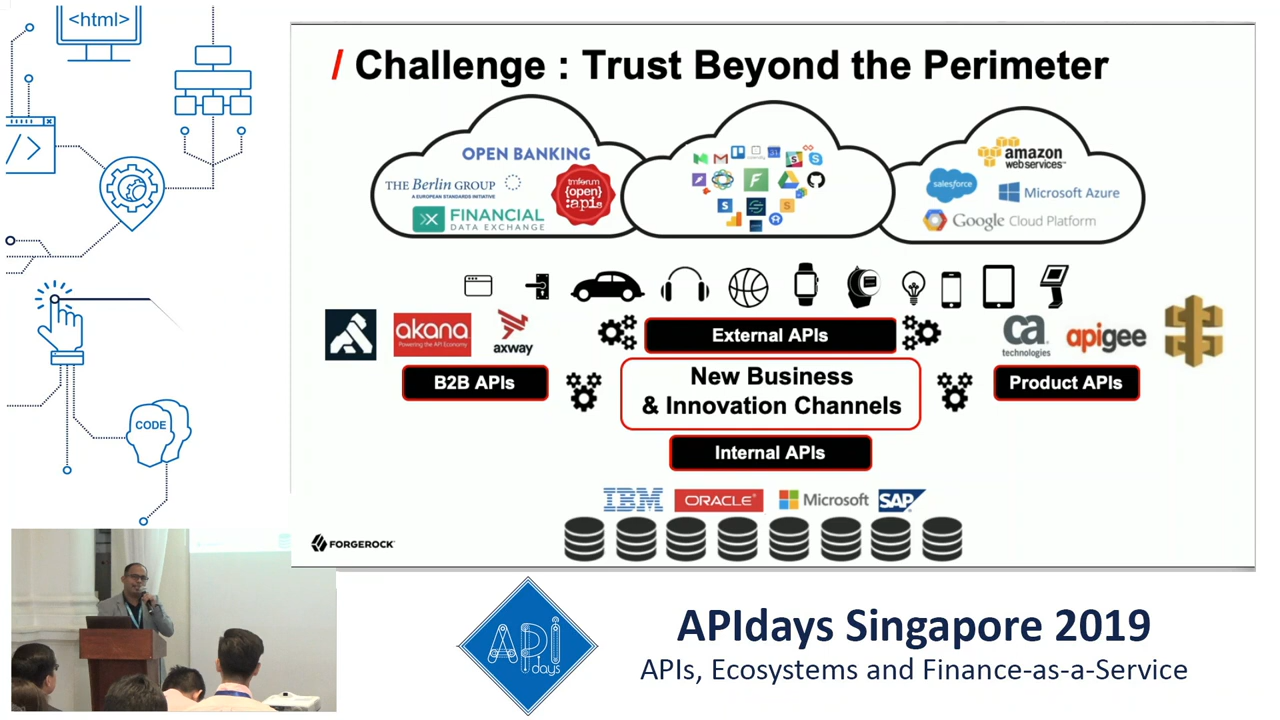 <html>
/ Challenge : Trust Beyond the Perimeter
OPEN BANKING
THE Berlin GROUP
A EUROPEAN STANDARDS INITIATIVE
tmforum
{open}
:apis
FINANCIAL
DATA EXCHANGE
amazon
webservices™
salesforce
Microsoft Azure
Google Cloud Platform
</>
akana
Powering the API Economy
axway
External APIs
ca
technologies
apigee
B2B APIs
New Business
& Innovation Channels
Product APIs
CODE
Internal APIs
IBM
ORACLE®
Microsoft
SAP
FORGEROCK
API
days
APIdays Singapore 2019
APIs, Ecosystems and Finance-as-a-Service